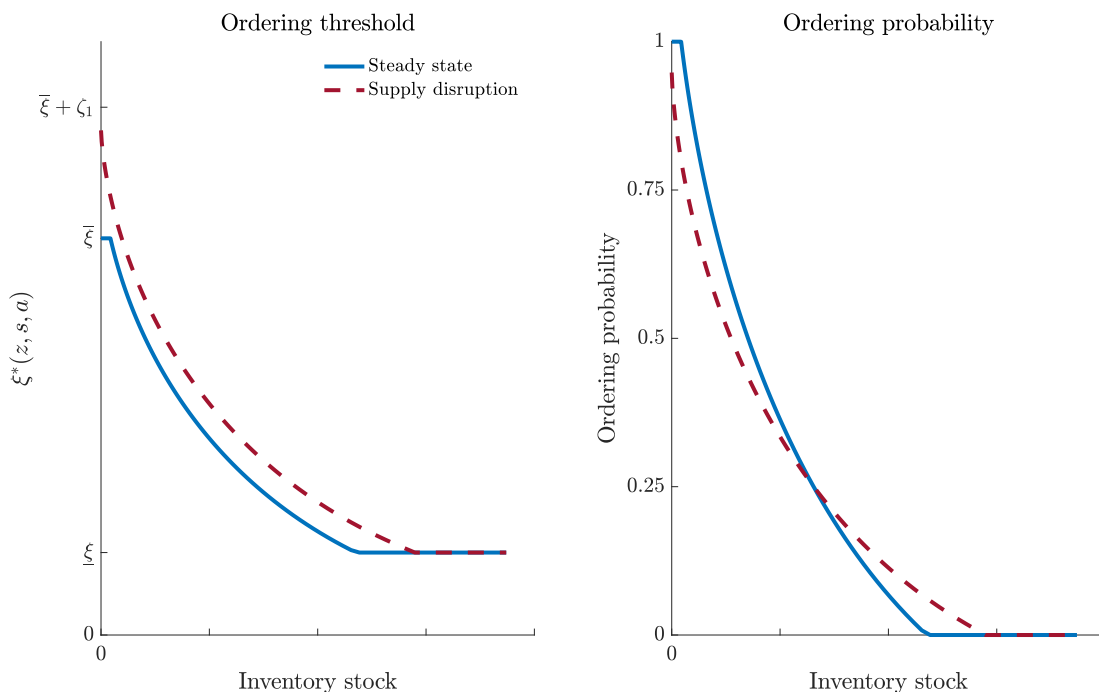 Ordering threshold
Steady state
Supply disruption
ξ̅ + ζ₁
ξ̅
ξ̲
0
0
ξ*(z, s, a)
Inventory stock
Ordering probability
1
0.75
0.5
0.25
0
0
Ordering probability
Inventory stock